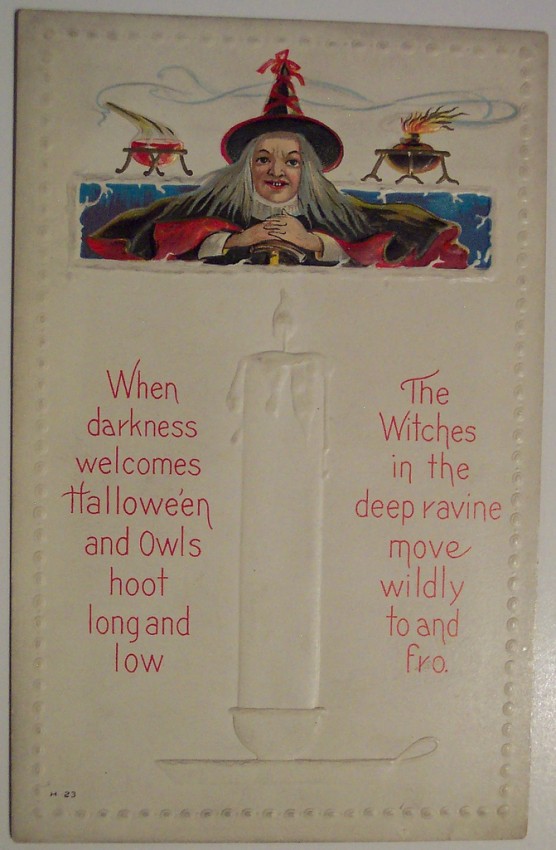 When
darkness
welcomes
Hallowe'en
and Owls
hoot
long and
low
The
Witches
in the
deep ravine
move
wildly
to and
fro.
H 23